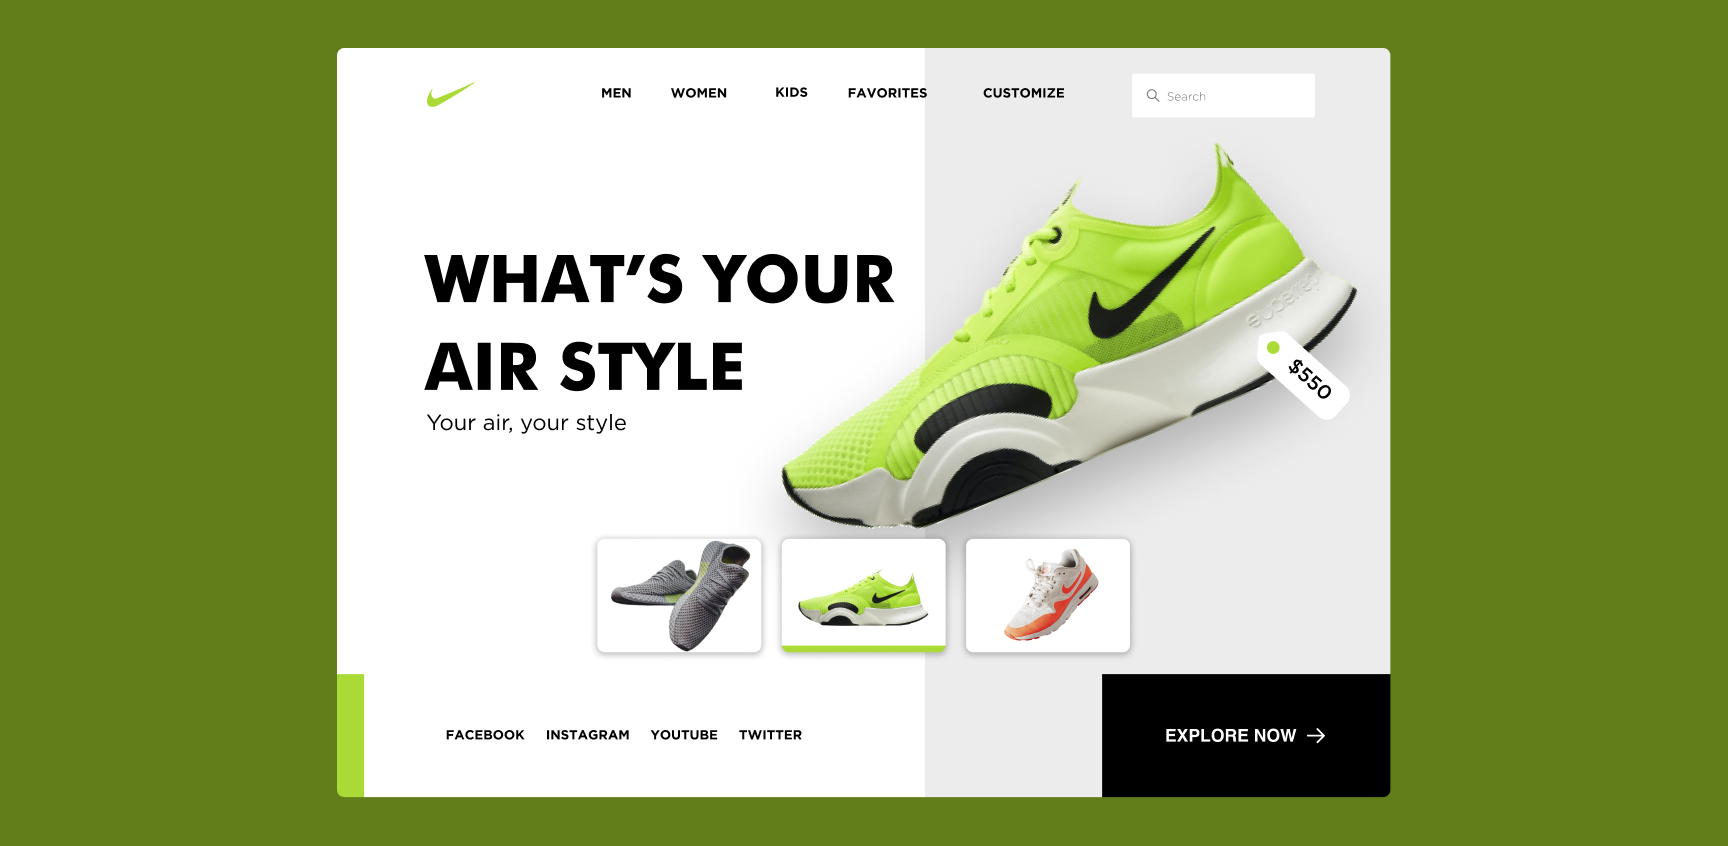 MEN WOMEN KIDS FAVORITES CUSTOMIZE Search
WHAT’S YOUR
AIR STYLE
Your air, your style
superrep
$550
FACEBOOK INSTAGRAM YOUTUBE TWITTER
EXPLORE NOW